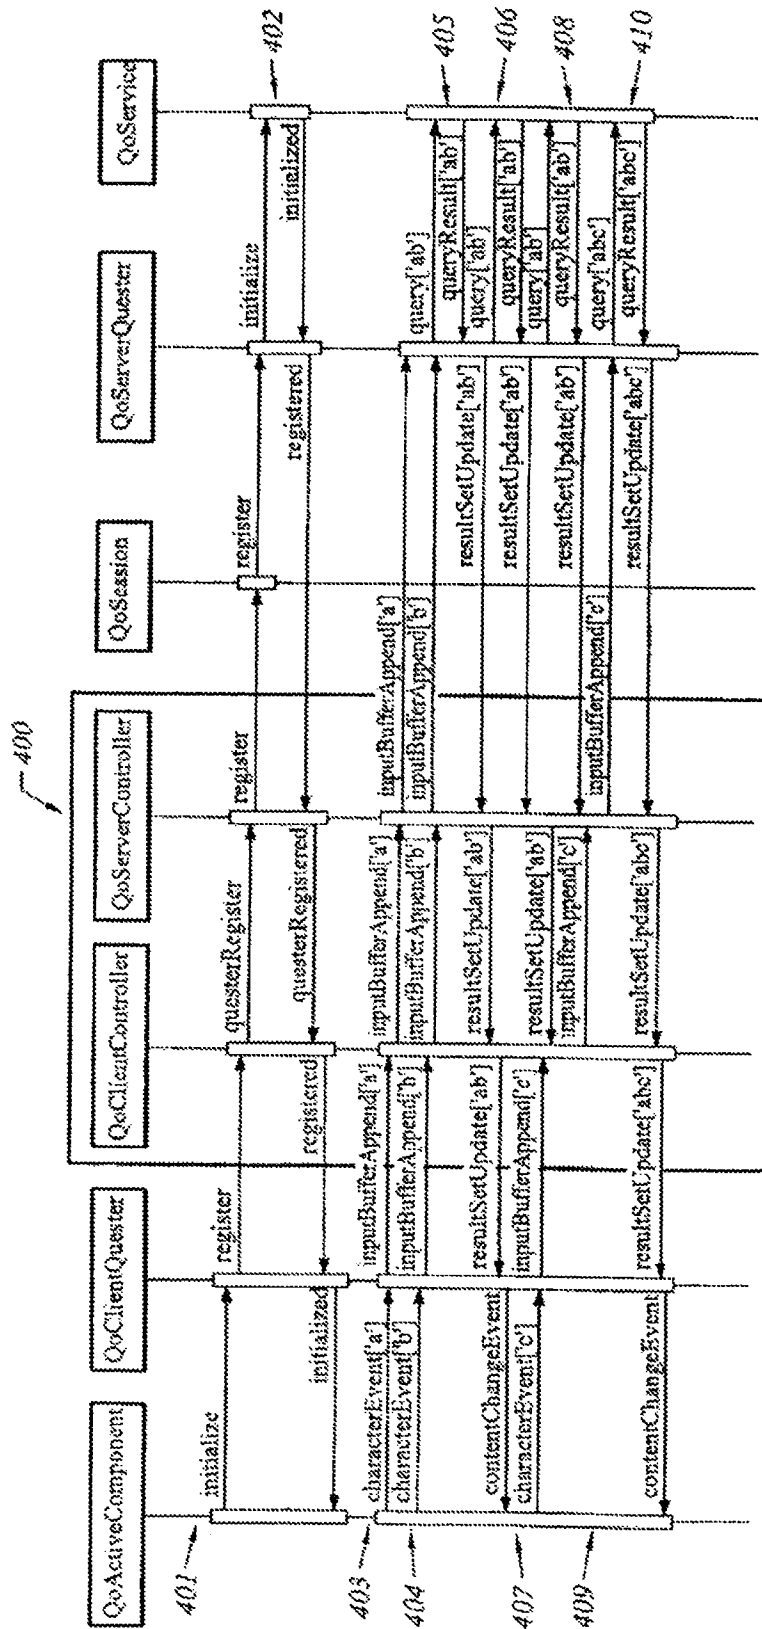 400
QoActiveComponent
QoClientQuester
QoClientController
QoServerController
QoSession
QoServerQuester
QoService
401
initialize
register
questerRegister
register
register
initialize
402
initialized
registered
questerRegistered
registered
initialized
403
characterEvent['a']
inputBufferAppend['a']
inputBufferAppend['a']
inputBufferAppend['a']
404
characterEvent['b']
inputBufferAppend['b']
inputBufferAppend['b']
inputBufferAppend['b']
query['ab']
405
queryResult['ab']
resultSetUpdate['ab']
resultSetUpdate['ab']
resultSetUpdate['ab']
contentChangeEvent
query['ab']
406
queryResult['ab']
resultSetUpdate['ab']
resultSetUpdate['ab']
407
characterEvent['c']
inputBufferAppend['c']
inputBufferAppend['c']
inputBufferAppend['c']
query['ab']
408
queryResult['ab']
resultSetUpdate['ab']
query['abc']
410
queryResult['abc']
resultSetUpdate['abc']
resultSetUpdate['abc']
resultSetUpdate['abc']
409
contentChangeEvent